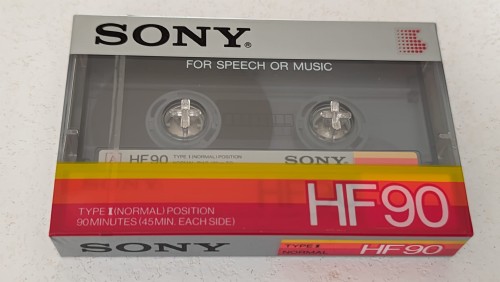 SONY®
FOR SPEECH OR MUSIC
A HF90 TYPE I (NORMAL) POSITION SONY
HF90
TYPE I (NORMAL) POSITION
90 MINUTES (45 MIN. EACH SIDE)
SONY TYPE I HF90
NORMAL